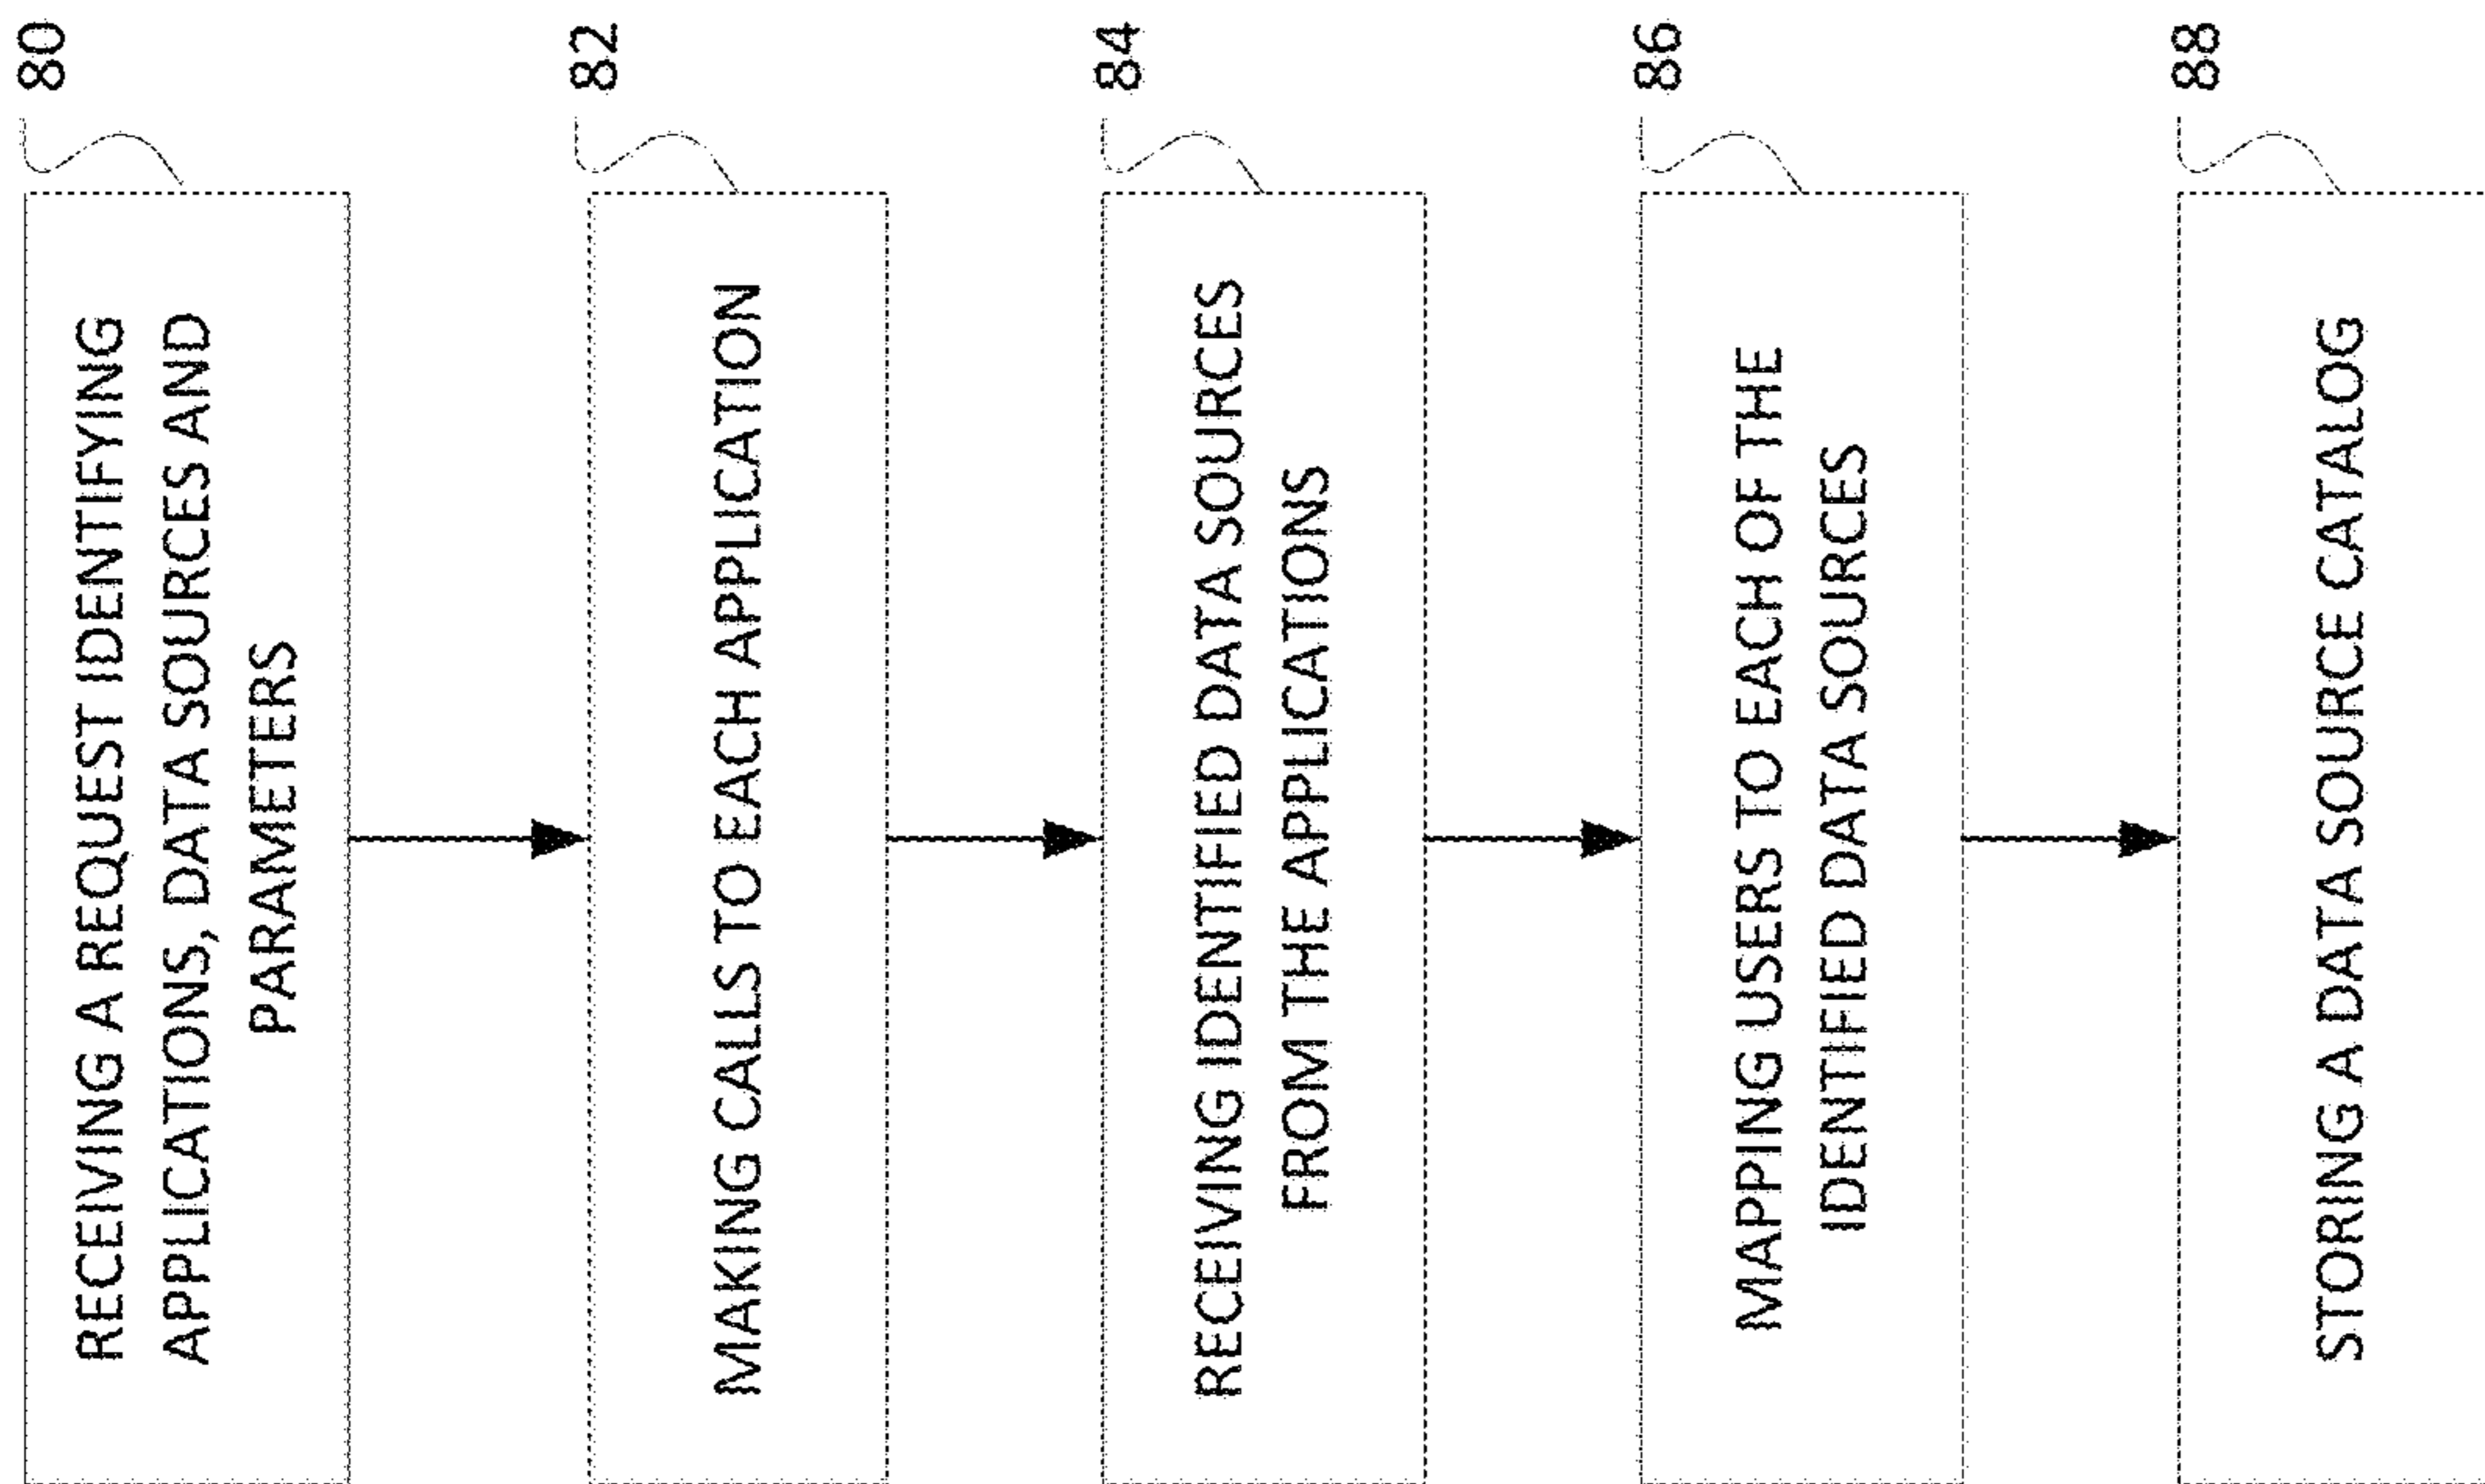 80
RECEIVING A REQUEST IDENTIFYING
APPLICATIONS, DATA SOURCES AND
PARAMETERS
82
MAKING CALLS TO EACH APPLICATION
84
RECEIVING IDENTIFIED DATA SOURCES
FROM THE APPLICATIONS
86
MAPPING USERS TO EACH OF THE
IDENTIFIED DATA SOURCES
88
STORING A DATA SOURCE CATALOG